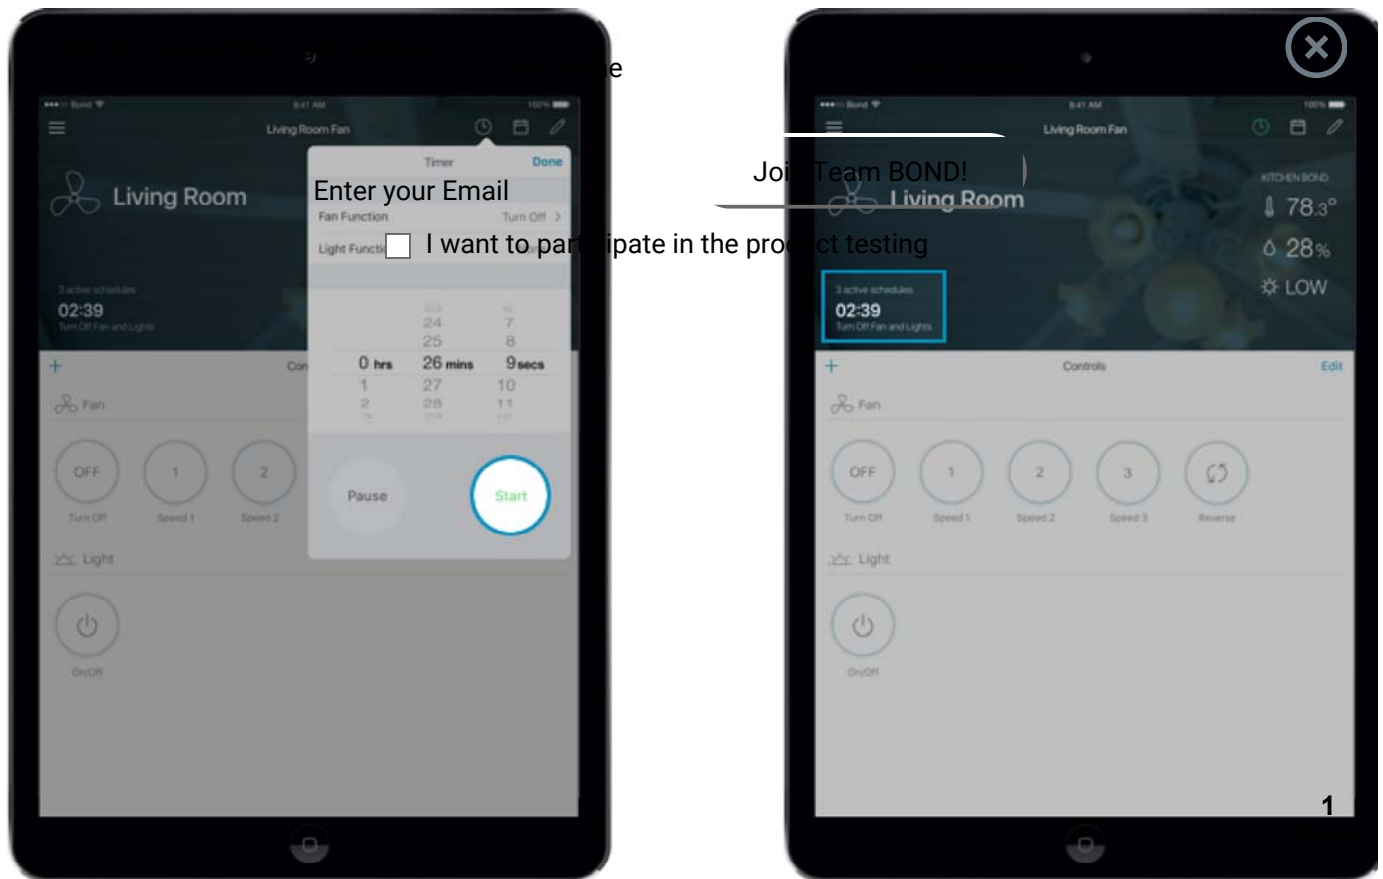 Bond
9:41 AM
100%
Living Room Fan
Timer
Done
Living Room
Enter your Email
Fan Function
Turn Off
Light Functi
I want to participate in the product testing
3 active schedules
02:39
Turn Off Fan and Lights
24 7
25 8
0 hrs 26 mins 9 secs
1 27 10
2 28 11
Con
Fan
OFF
1
2
Turn Off
Speed 1
Speed 2
Pause
Start
Light
On/Off
Bond
9:41 AM
100%
Living Room Fan
Join Team BOND!
Living Room
KITCHEN BOND
78.3°
28%
LOW
3 active schedules
02:39
Turn Off Fan and Lights
Controls
Edit
Fan
OFF
1
2
3
Turn Off
Speed 1
Speed 2
Speed 3
Reverse
Light
On/Off
1